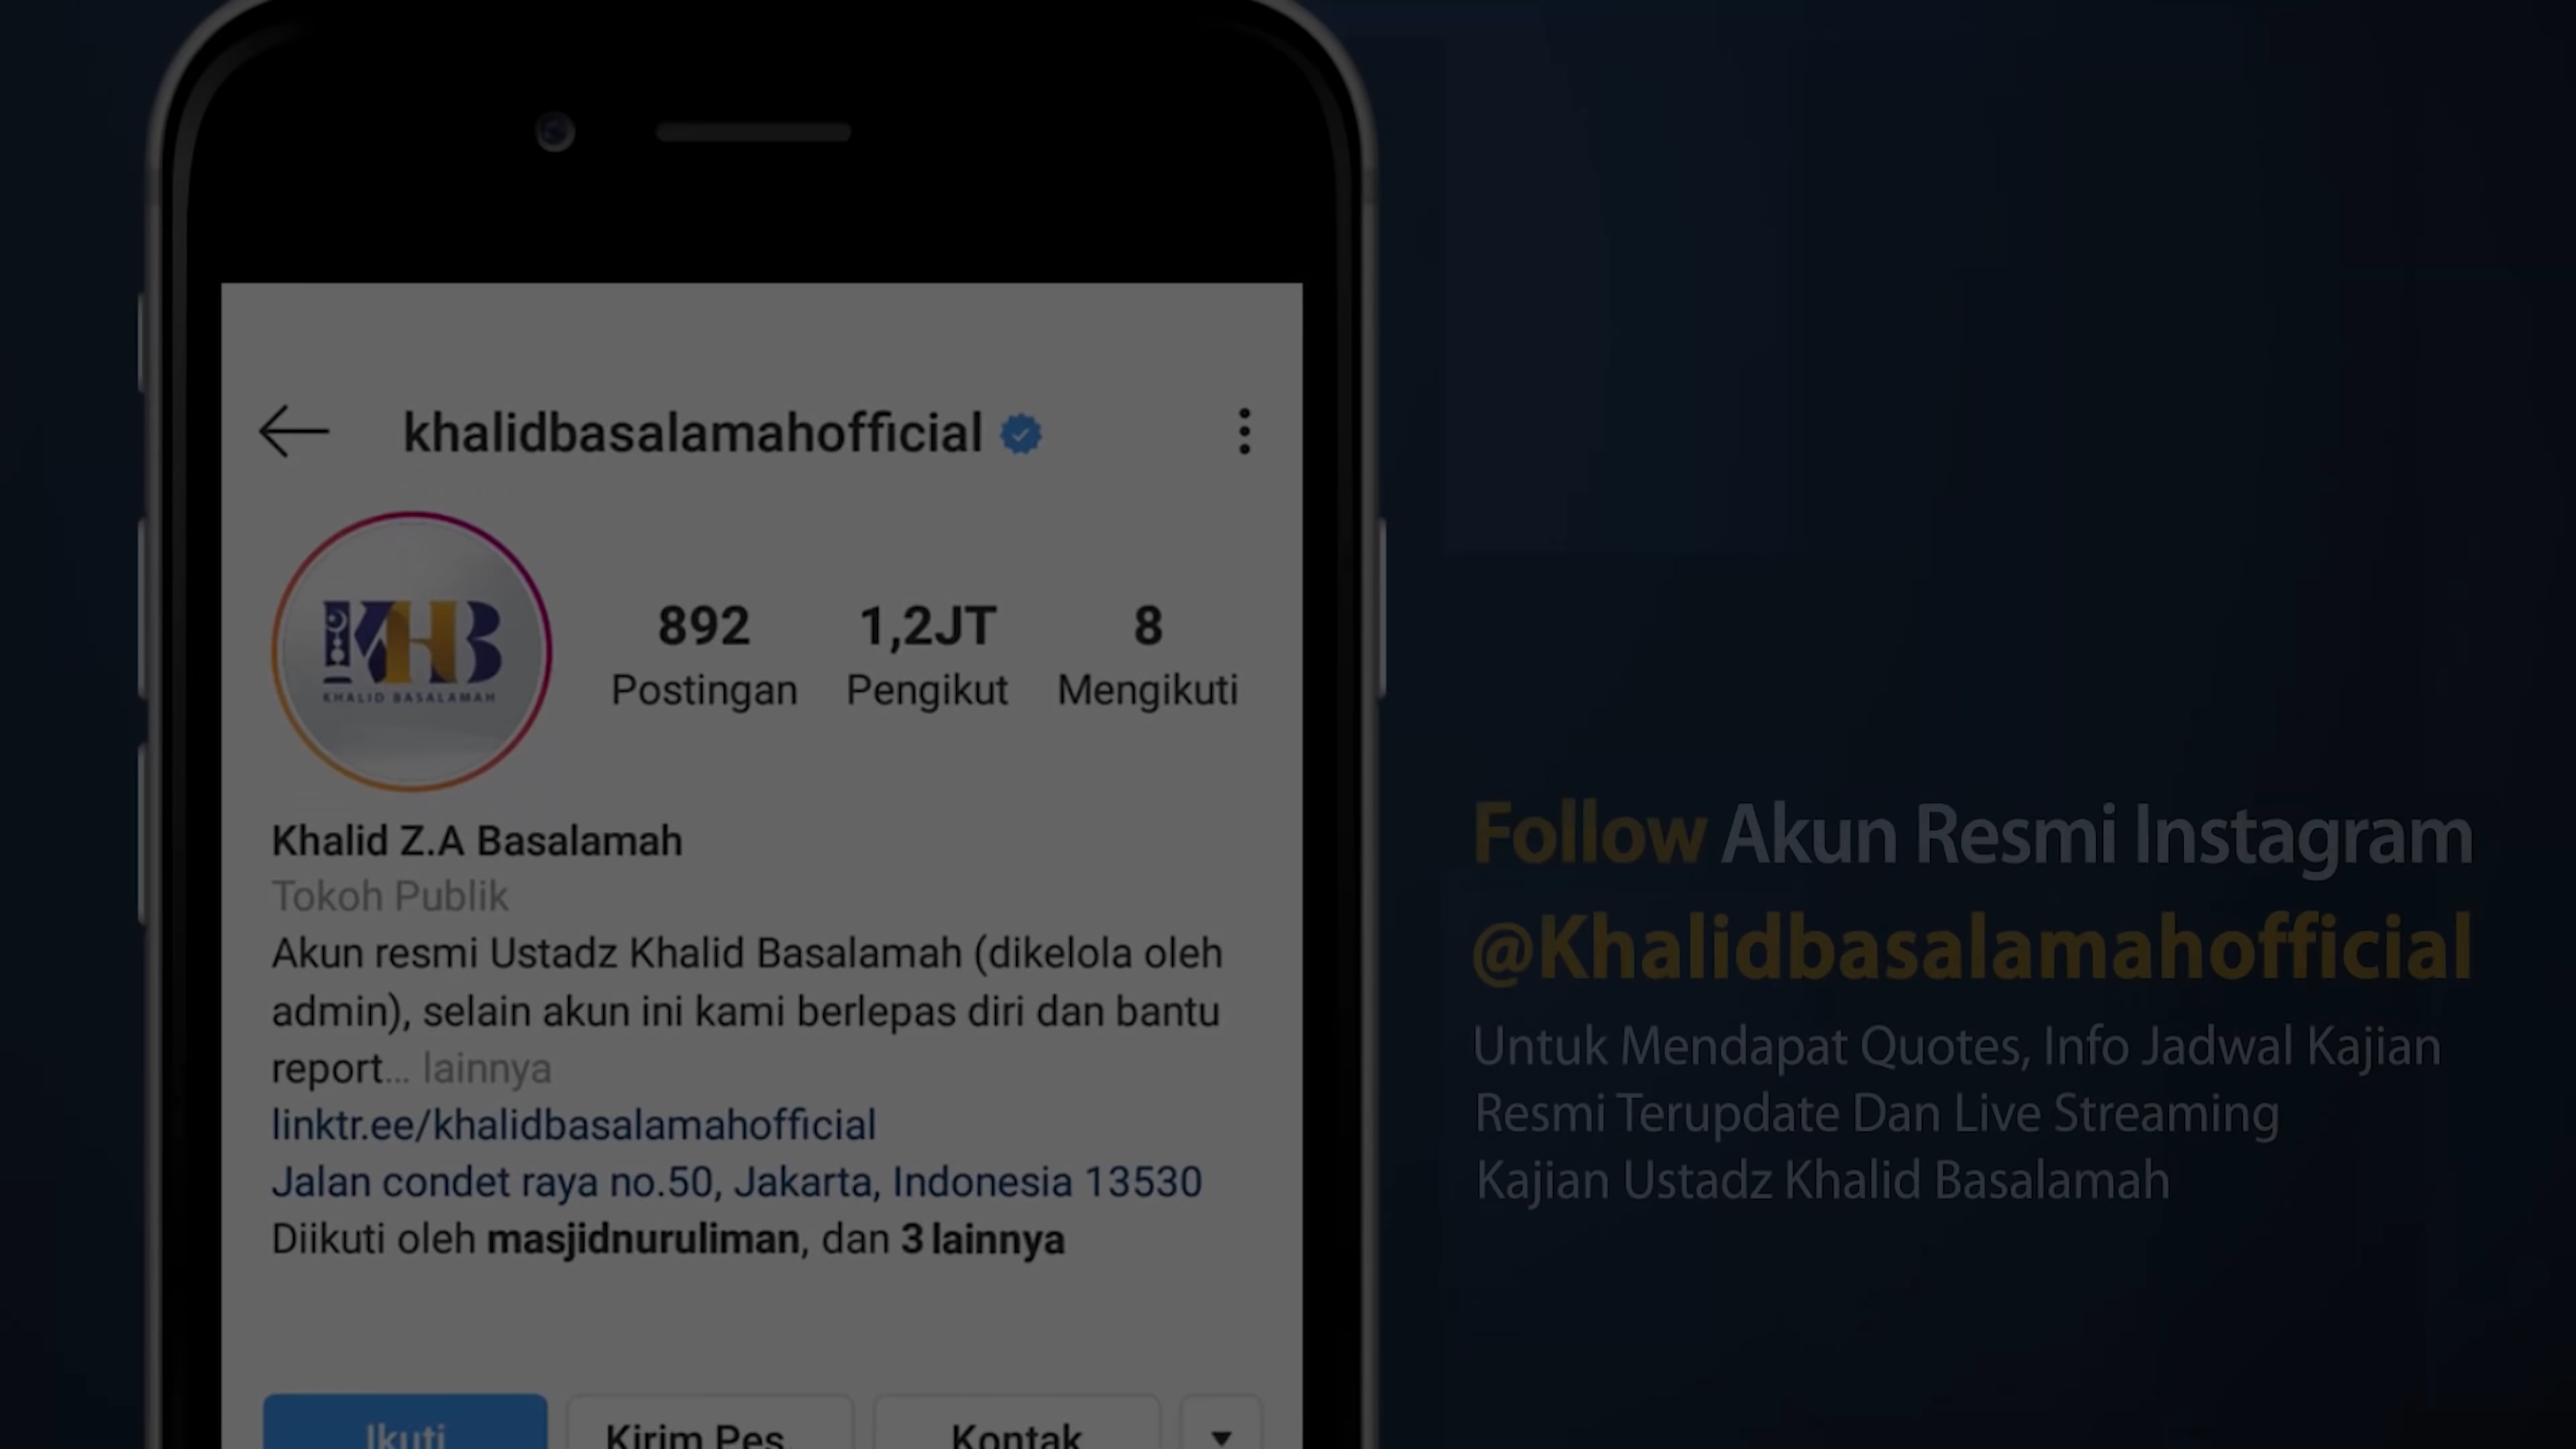 khalidbasalamahofficial
KHB
KHALID BASALAMAH
892
Postingan
1,2JT
Pengikut
8
Mengikuti
Khalid Z.A Basalamah
Tokoh Publik
Akun resmi Ustadz Khalid Basalamah (dikelola oleh
admin), selain akun ini kami berlepas diri dan bantu
report... lainnya
linktr.ee/khalidbasalamahofficial
Jalan condet raya no.50, Jakarta, Indonesia 13530
Diikuti oleh masjidnuruliman, dan 3 lainnya
Ikuti
Kirim Pes.
Kontak
Follow Akun Resmi Instagram
@Khalidbasalamahofficial
Untuk Mendapat Quotes, Info Jadwal Kajian
Resmi Terupdate Dan Live Streaming
Kajian Ustadz Khalid Basalamah